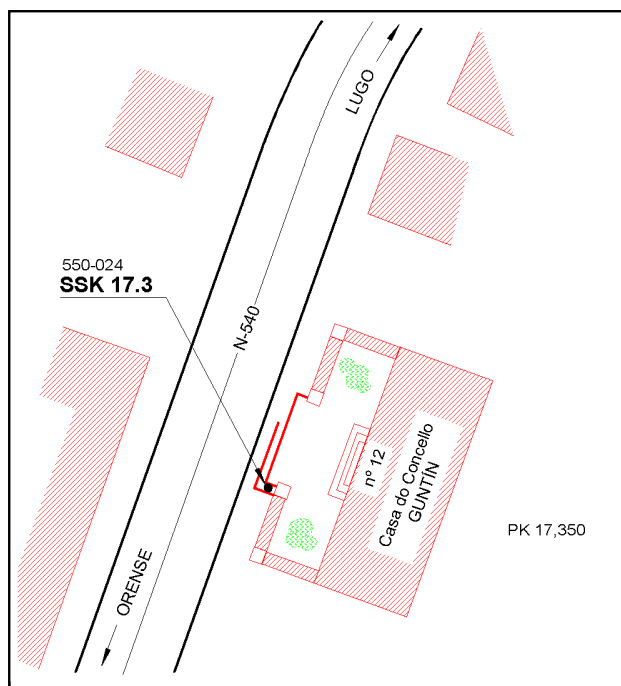 LUGO
550-024
SSK 17.3
N-540
nº 12
Casa do Concello
GUNTÍN
PK 17,350
ORENSE